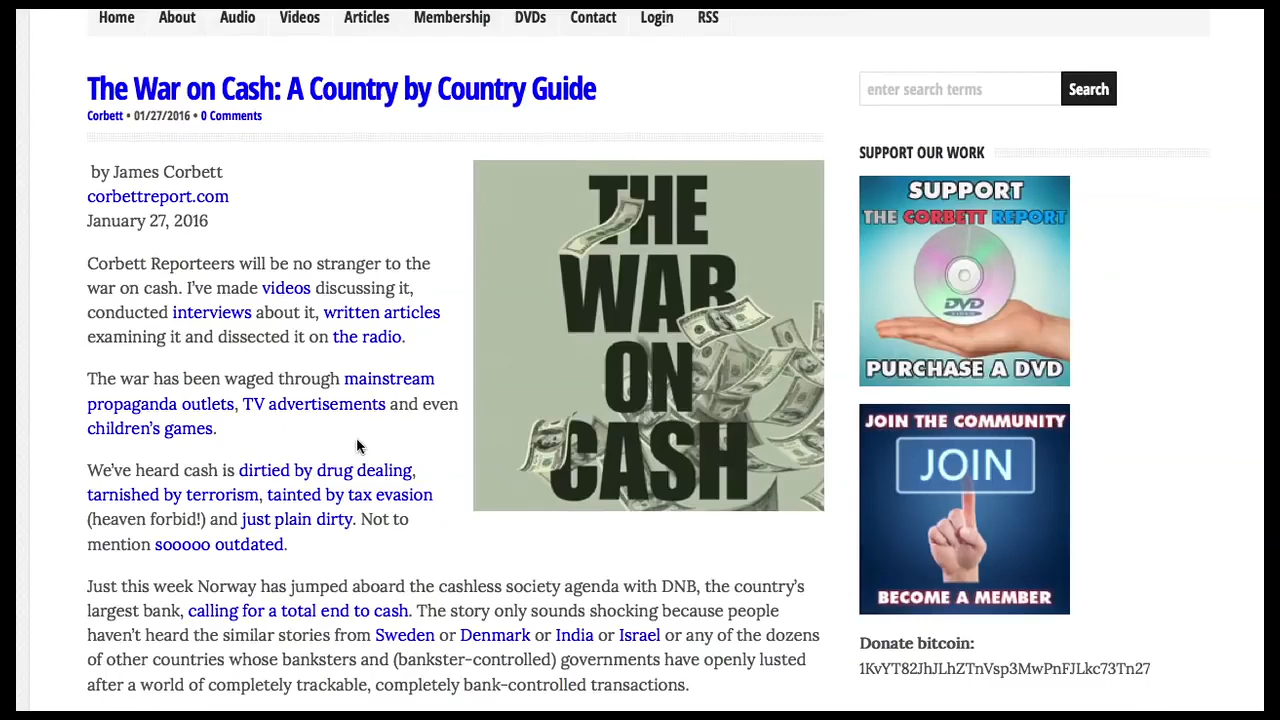 Home About Audio Videos Articles Membership DVDs Contact Login RSS
The War on Cash: A Country by Country Guide
Corbett • 01/27/2016 • 0 Comments
by James Corbett
corbettreport.com
January 27, 2016
Corbett Reporteers will be no stranger to the
war on cash. I’ve made videos discussing it,
conducted interviews about it, written articles
examining it and dissected it on the radio.
The war has been waged through mainstream
propaganda outlets, TV advertisements and even
children’s games.
We’ve heard cash is dirtied by drug dealing,
tarnished by terrorism, tainted by tax evasion
(heaven forbid!) and just plain dirty. Not to
mention sooooo outdated.
THE
WAR
ON
CASH
Just this week Norway has jumped aboard the cashless society agenda with DNB, the country’s
largest bank, calling for a total end to cash. The story only sounds shocking because people
haven’t heard the similar stories from Sweden or Denmark or India or Israel or any of the dozens
of other countries whose banksters and (bankster-controlled) governments have openly lusted
after a world of completely trackable, completely bank-controlled transactions.
enter search terms Search
SUPPORT OUR WORK
SUPPORT
THE CORBETT REPORT
DVD
PURCHASE A DVD
JOIN THE COMMUNITY
JOIN
BECOME A MEMBER
Donate bitcoin:
1KvYT82JhJLhZTnVsp3MwPnFJLkc73Tn27